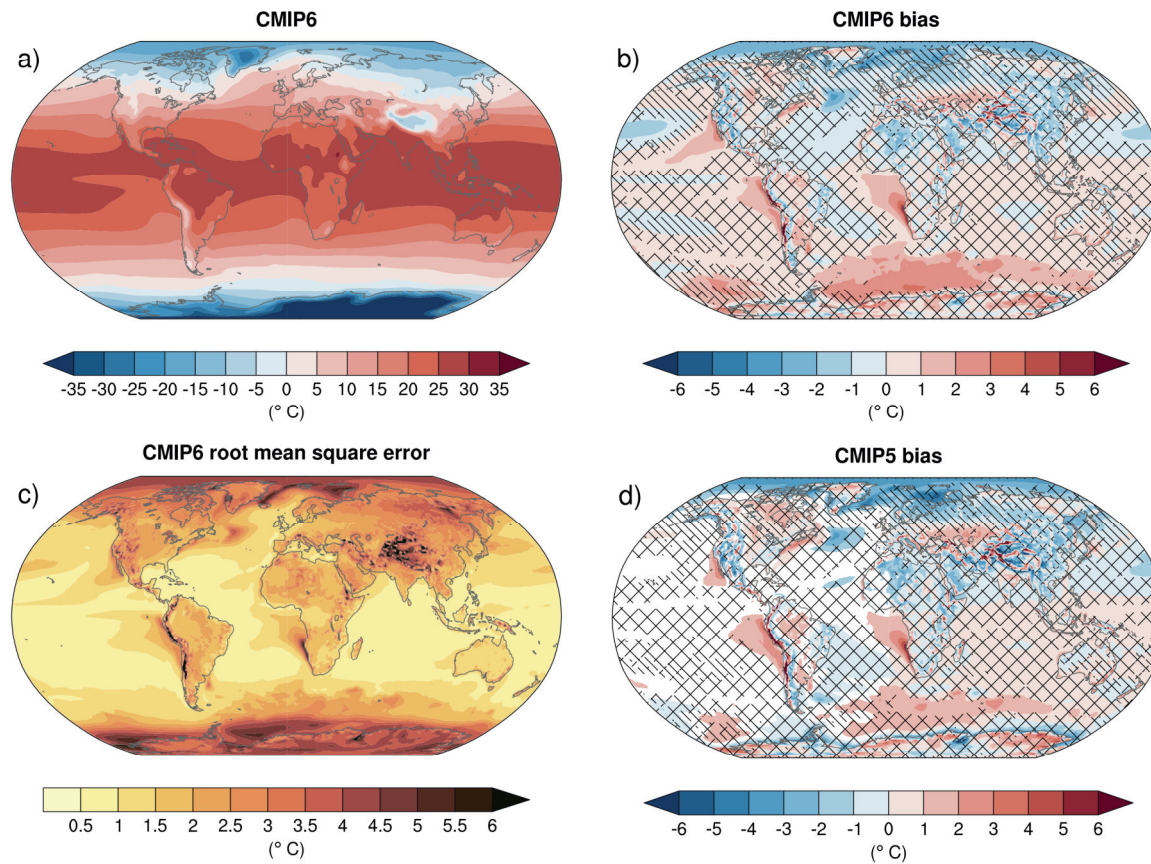 CMIP6
a)
-35 -30 -25 -20 -15 -10 -5 0 5 10 15 20 25 30 35
(° C)
CMIP6 bias
b)
-6 -5 -4 -3 -2 -1 0 1 2 3 4 5 6
(° C)
CMIP6 root mean square error
c)
0.5 1 1.5 2 2.5 3 3.5 4 4.5 5 5.5 6
(° C)
CMIP5 bias
d)
-6 -5 -4 -3 -2 -1 0 1 2 3 4 5 6
(° C)